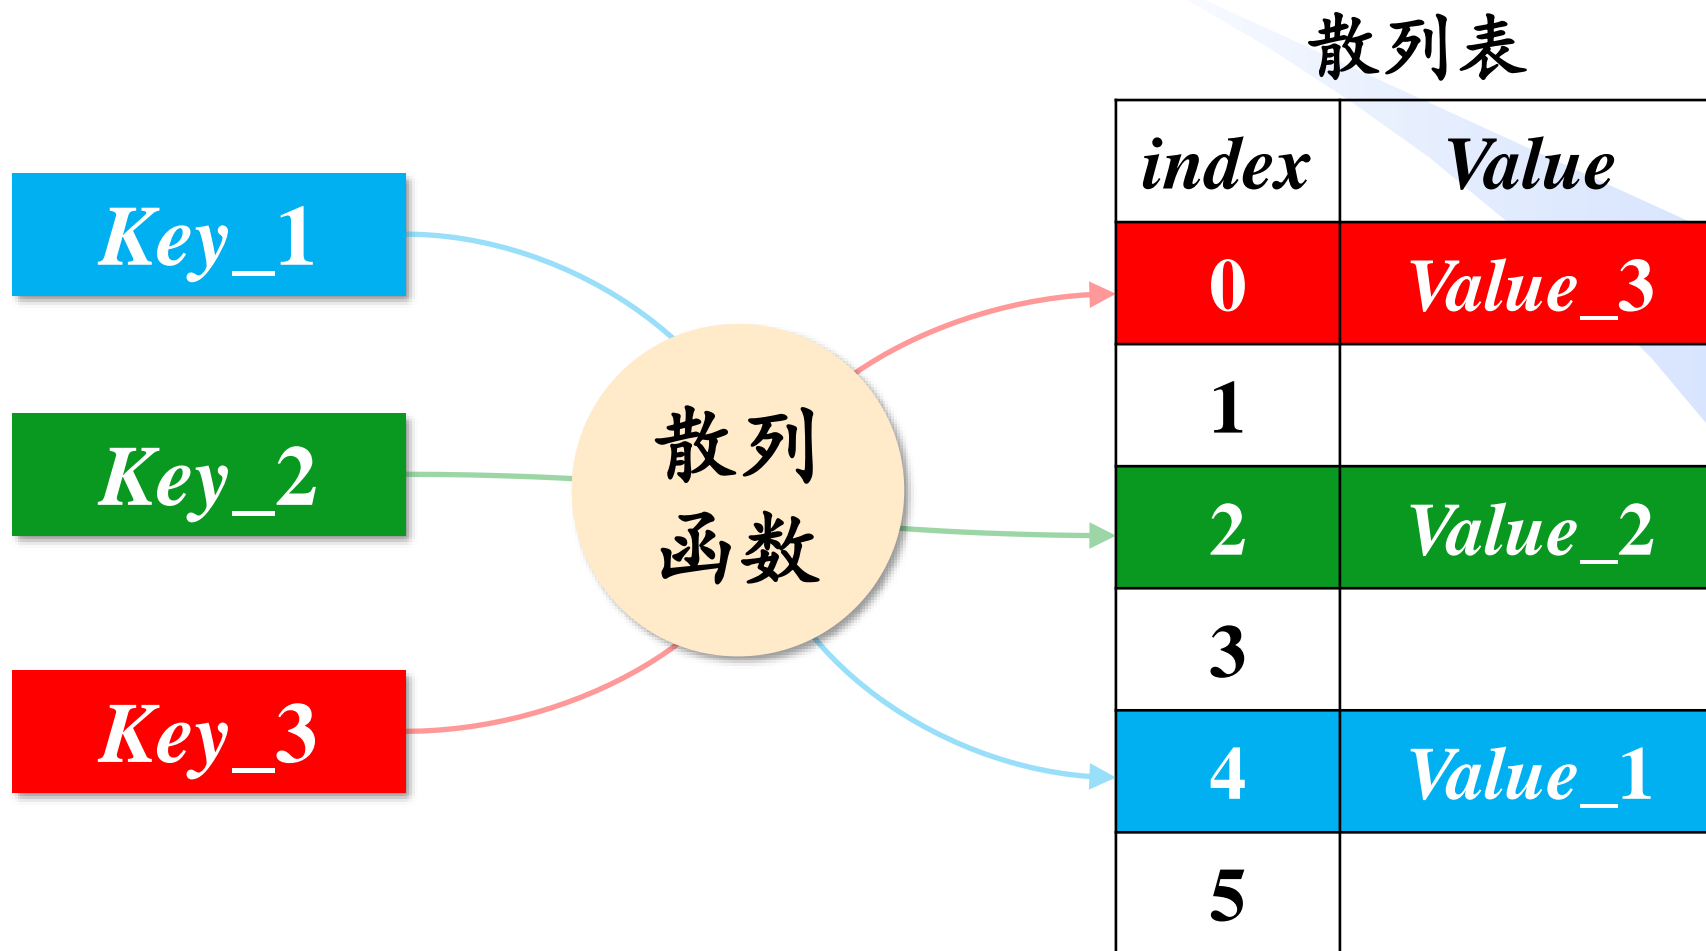 散列表
index Value
Key_1
0 Value_3
1
散列
函数
Key_2
2 Value_2
3
Key_3
4 Value_1
5